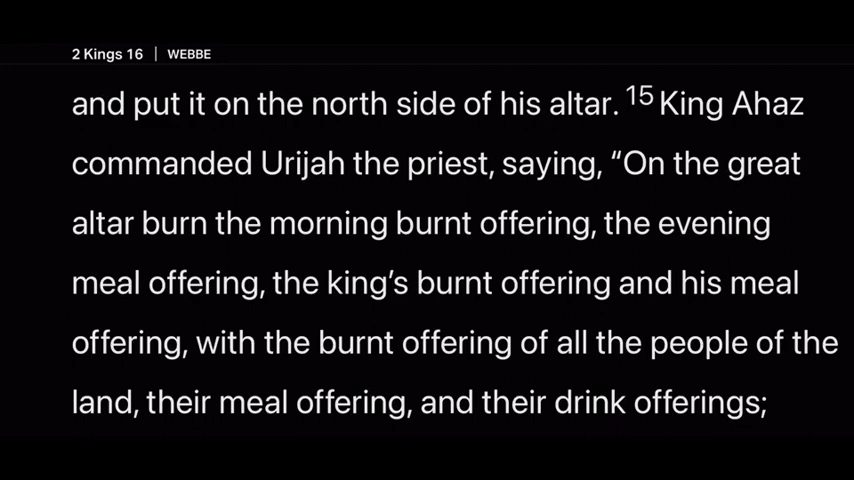 2 Kings 16 | WEBBE
and put it on the north side of his altar. 15 King Ahaz
commanded Urijah the priest, saying, “On the great
altar burn the morning burnt offering, the evening
meal offering, the king’s burnt offering and his meal
offering, with the burnt offering of all the people of the
land, their meal offering, and their drink offerings;